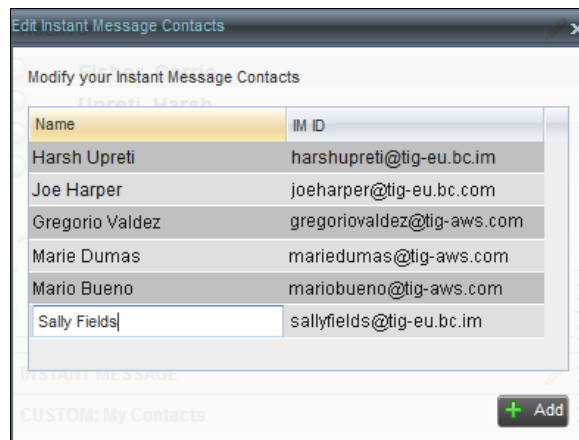 Edit Instant Message Contacts
x
Modify your Instant Message Contacts
Upreti, Harsh
Name IM ID
Harsh Upreti harshupreti@tig-eu.bc.im
Joe Harper joeharper@tig-eu.bc.com
Gregorio Valdez gregoriovaldez@tig-aws.com
Marie Dumas mariedumas@tig-aws.com
Mario Bueno mariobueno@tig-aws.com
Sally Fields sallyfields@tig-eu.bc.im
INSTANT MESSAGE
CUSTOM: My Contacts
+ Add